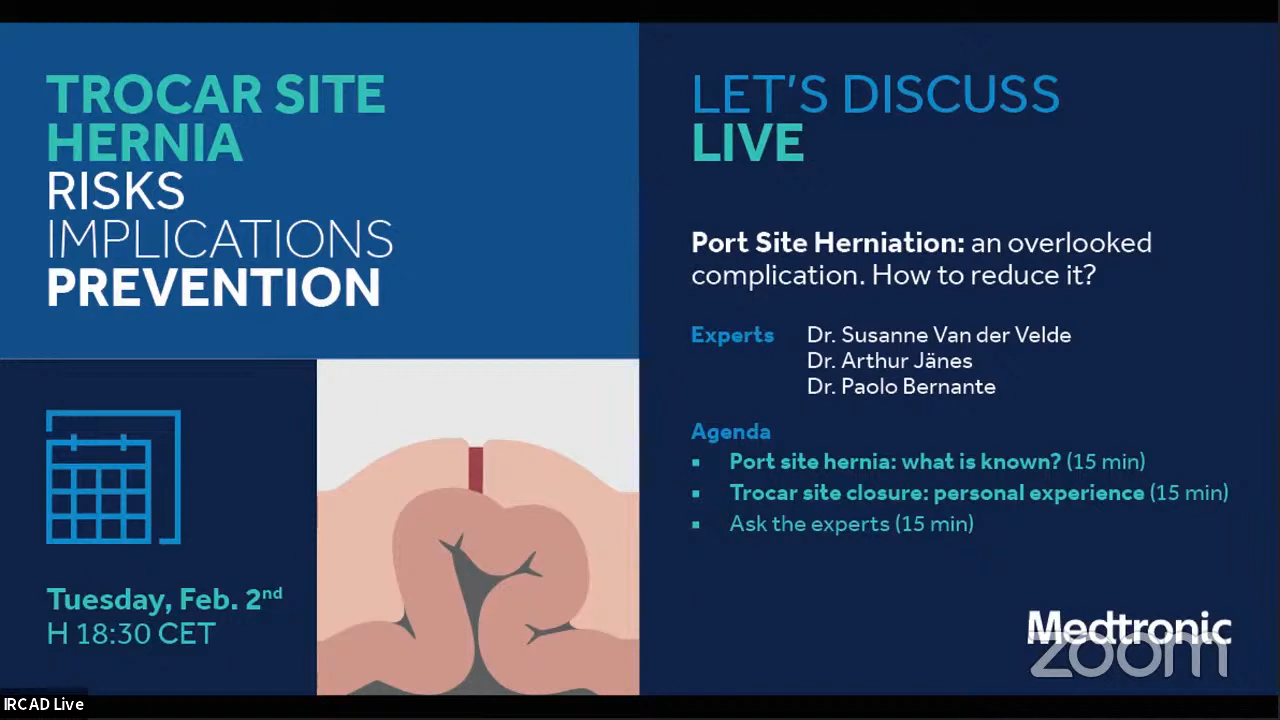 TROCAR SITE
HERNIA
RISKS
IMPLICATIONS
PREVENTION
Tuesday, Feb. 2nd
H 18:30 CET
LET'S DISCUSS
LIVE
Port Site Herniation: an overlooked
complication. How to reduce it?
Experts
Dr. Susanne Van der Velde
Dr. Arthur Jänes
Dr. Paolo Bernante
Agenda
▪ Port site hernia: what is known? (15 min)
▪ Trocar site closure: personal experience (15 min)
▪ Ask the experts (15 min)
Medtronic
zoom
IRCAD Live